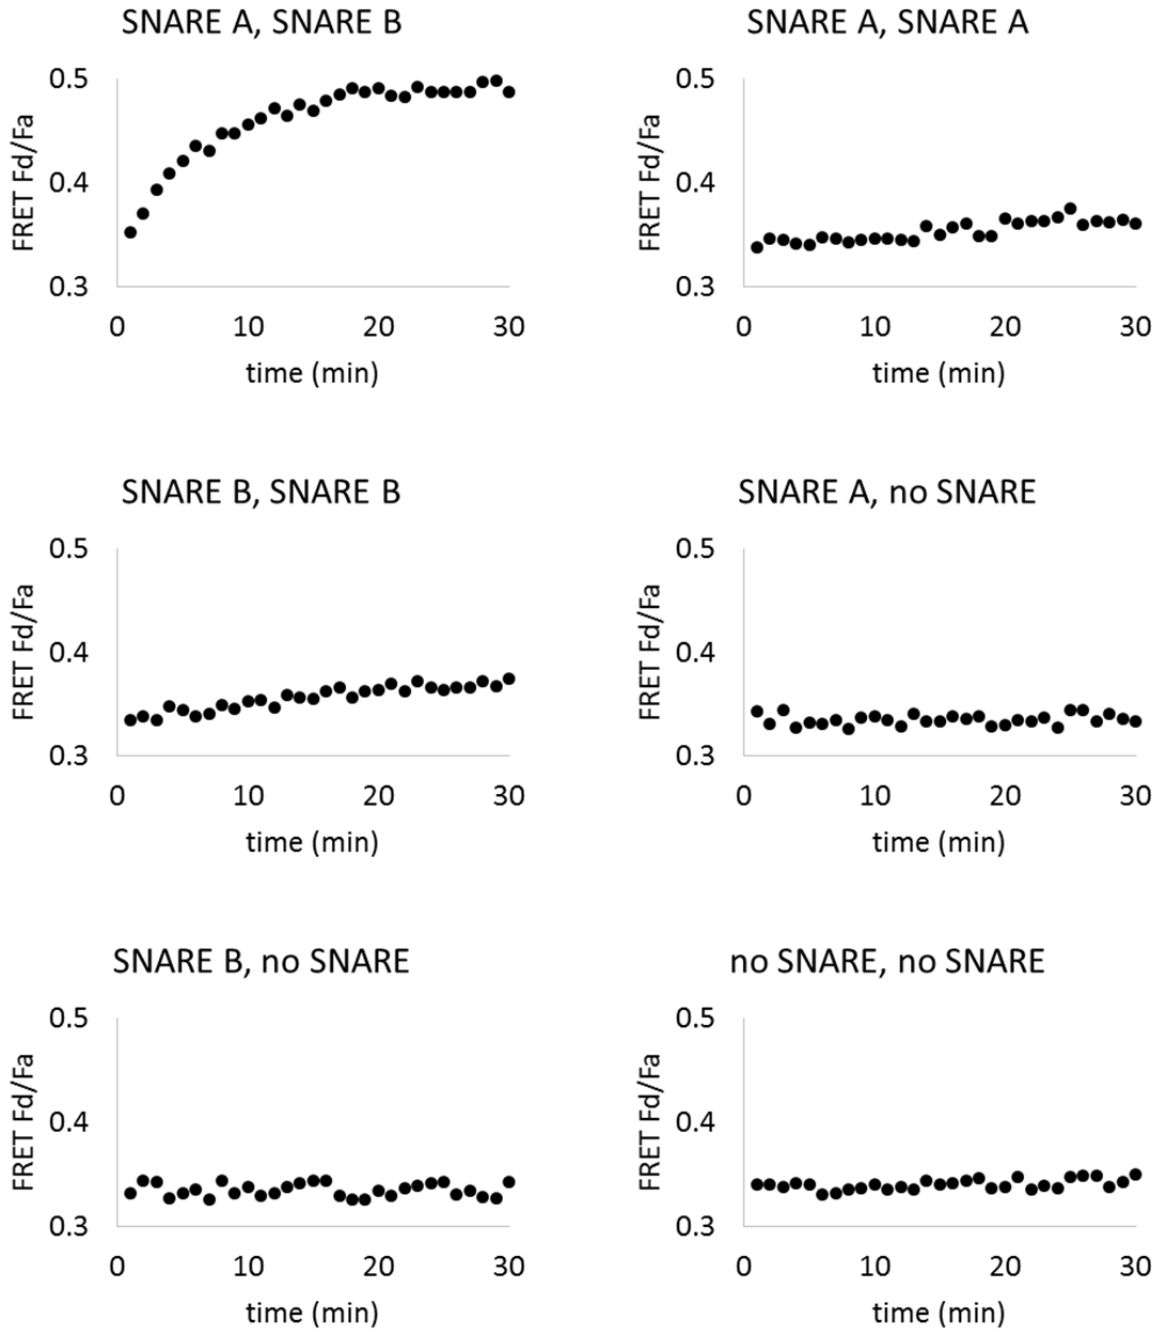 SNARE A, SNARE B
0.5
0.4
0.3
FRET Fd/Fa
0 10 20 30
time (min)
SNARE A, SNARE A
0.5
0.4
0.3
FRET Fd/Fa
0 10 20 30
time (min)
SNARE B, SNARE B
0.5
0.4
0.3
FRET Fd/Fa
0 10 20 30
time (min)
SNARE A, no SNARE
0.5
0.4
0.3
FRET Fd/Fa
0 10 20 30
time (min)
SNARE B, no SNARE
0.5
0.4
0.3
FRET Fd/Fa
0 10 20 30
time (min)
no SNARE, no SNARE
0.5
0.4
0.3
FRET Fd/Fa
0 10 20 30
time (min)